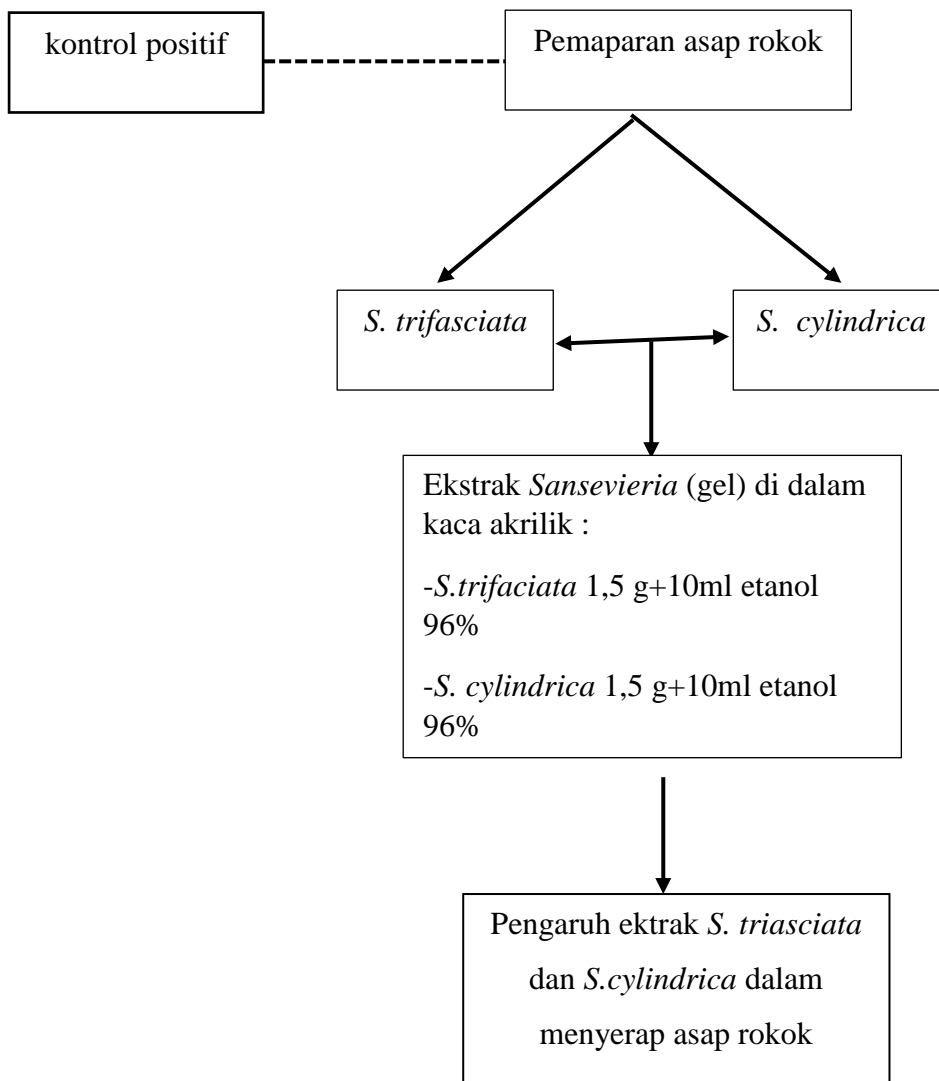 kontrol positif
Pemaparan asap rokok
S. trifasciata
S. cylindrica
Ekstrak Sansevieria (gel) di dalam
kaca akrilik :
-S.trifaciata 1,5 g+10ml etanol
96%
-S. cylindrica 1,5 g+10ml etanol
96%
Pengaruh ektrak S. triasciata
dan S.cylindrica dalam
menyerap asap rokok